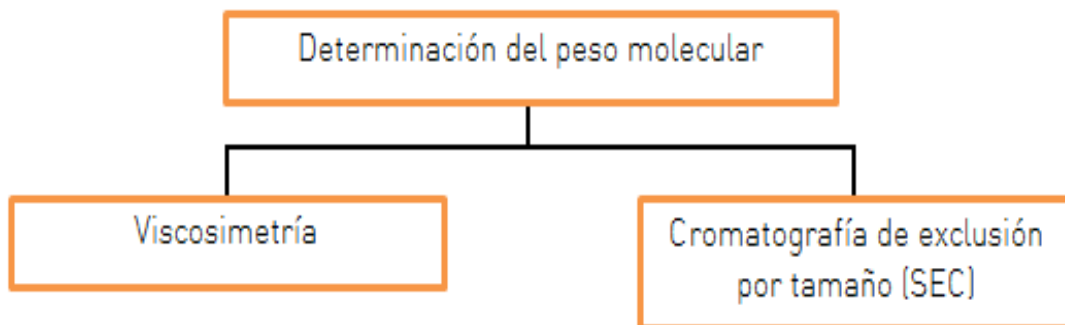 Determinación del peso molecular
Viscosimetría
Cromatografía de exclusión
por tamaño (SEC)